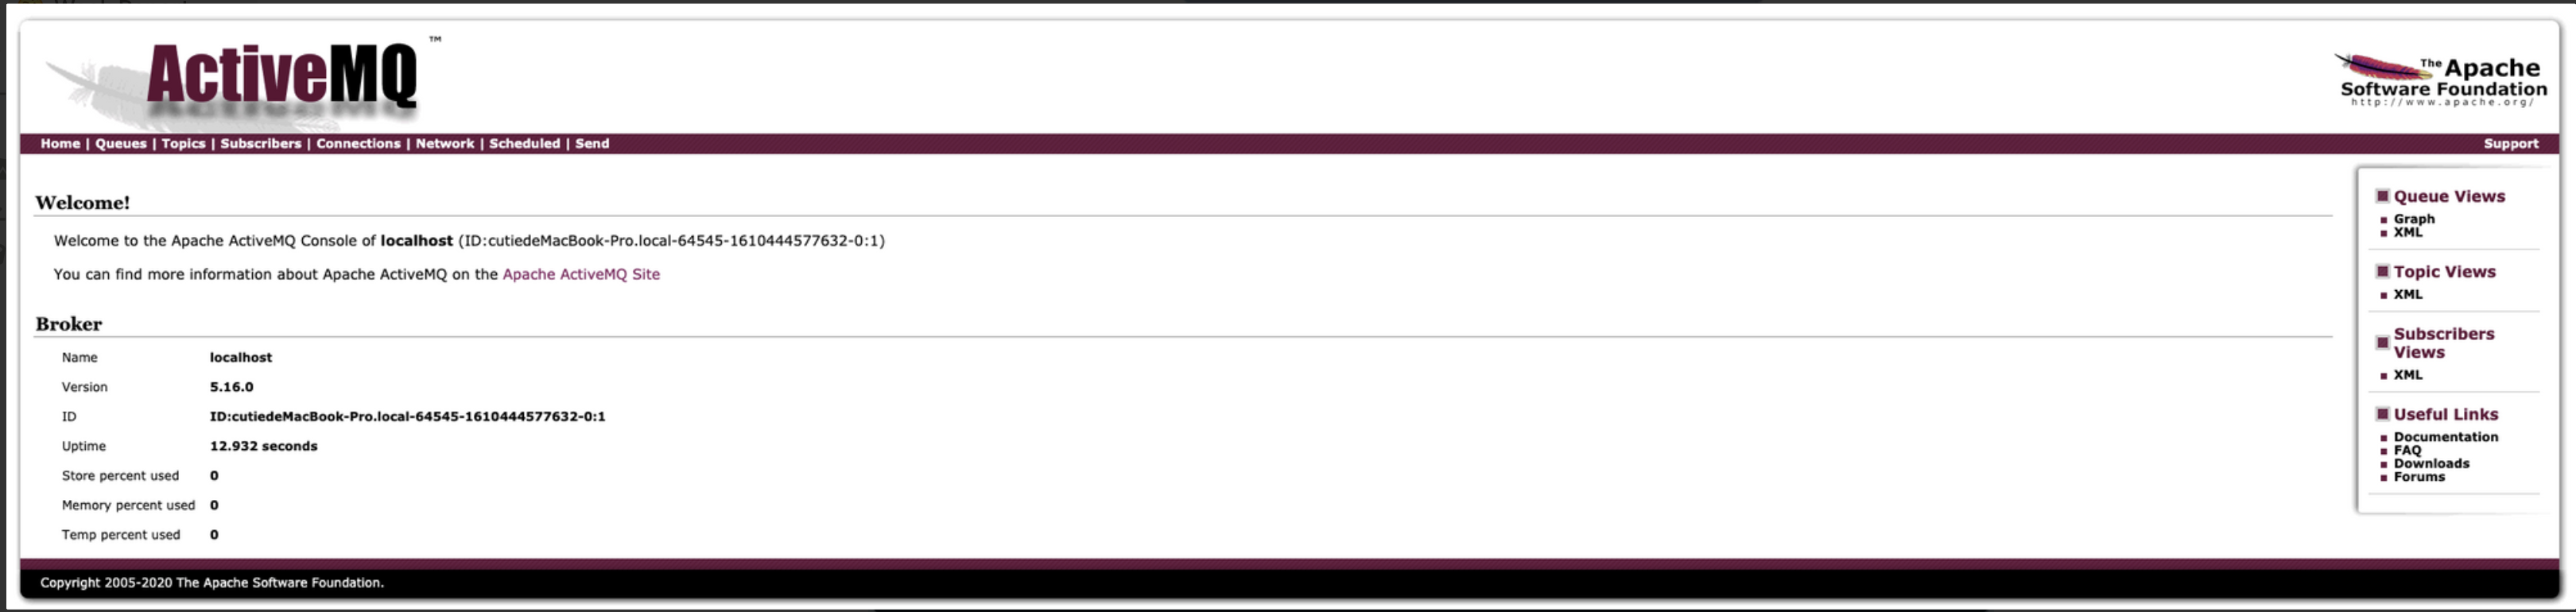 ActiveMQ ™
The Apache
Software Foundation
http://www.apache.org/
Home | Queues | Topics | Subscribers | Connections | Network | Scheduled | Send
Support
Welcome!
Welcome to the Apache ActiveMQ Console of localhost (ID:cutiedeMacBook-Pro.local-64545-1610444577632-0:1)
You can find more information about Apache ActiveMQ on the Apache ActiveMQ Site
Broker
Name localhost
Version 5.16.0
ID ID:cutiedeMacBook-Pro.local-64545-1610444577632-0:1
Uptime 12.932 seconds
Store percent used 0
Memory percent used 0
Temp percent used 0
Queue Views
Graph
XML
Topic Views
XML
Subscribers
Views
XML
Useful Links
Documentation
FAQ
Downloads
Forums
Copyright 2005-2020 The Apache Software Foundation.